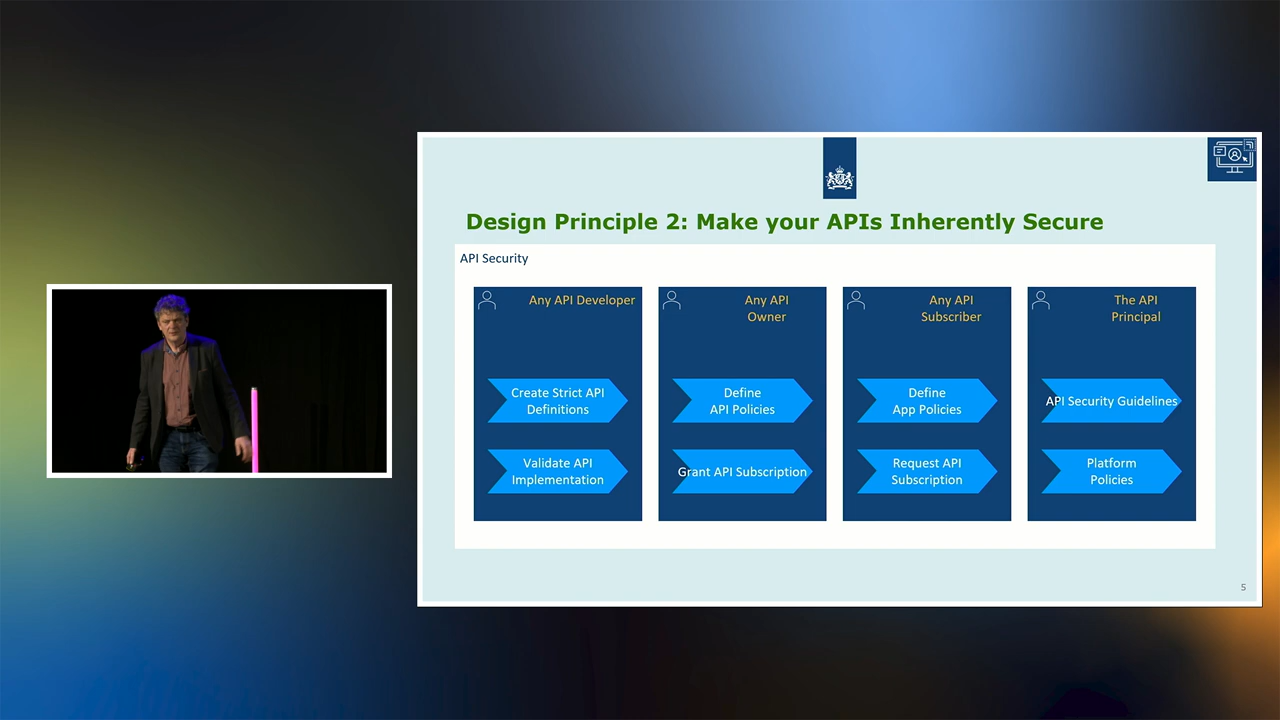 Design Principle 2: Make your APIs Inherently Secure
API Security
Any API Developer
Create Strict API
Definitions
Validate API
Implementation
Any API
Owner
Define
API Policies
Grant API Subscription
Any API
Subscriber
Define
App Policies
Request API
Subscription
The API
Principal
API Security Guidelines
Platform
Policies
5